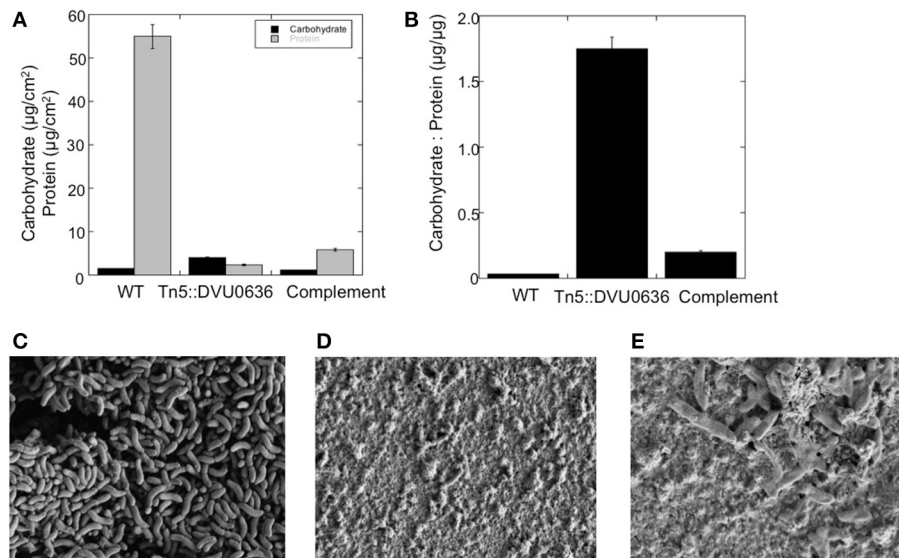 A
60
50
40
30
20
10
0
Carbohydrate (µg/cm²)
Protein (µg/cm²)
Carbohydrate
Protein
WT Tn5::DVU0636 Complement
B
2.0
1.5
1.0
0.5
0
Carbohydrate : Protein (µg/µg)
WT Tn5::DVU0636 Complement
C
D
E